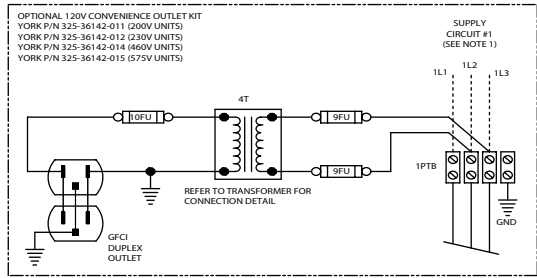 OPTIONAL 120V CONVENIENCE OUTLET KIT
YORK P/N 325-36142-011 (200V UNITS)
YORK P/N 325-36142-012 (230V UNITS)
YORK P/N 325-36142-014 (460V UNITS)
YORK P/N 325-36142-015 (575V UNITS)
SUPPLY
CIRCUIT #1
(SEE NOTE 1)
1L2
1L1
1L3
4T
10FU
9FU
9FU
1PTB
REFER TO TRANSFORMER FOR
CONNECTION DETAIL
GND
GFCI
DUPLEX
OUTLET